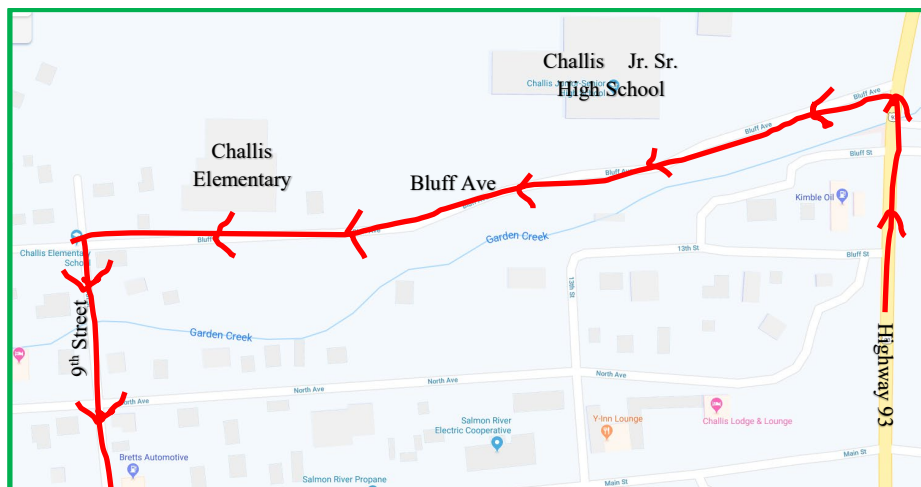 Challis Jr. Sr.
High School
Bluff Ave
Challis
Elementary
Bluff Ave
Bluff Ave
Bluff St
Kimble Oil
Garden Creek
Challis Elementary
School
Bluff
13th St
Bluff St
12th St
9th Street
Garden Creek
Highway 93
North Ave
North Ave
North Ave
Salmon River
Electric Cooperative
Y-Inn Lounge
Challis Lodge & Lounge
Bretts Automotive
Main St
Main St
Salmon River Propane